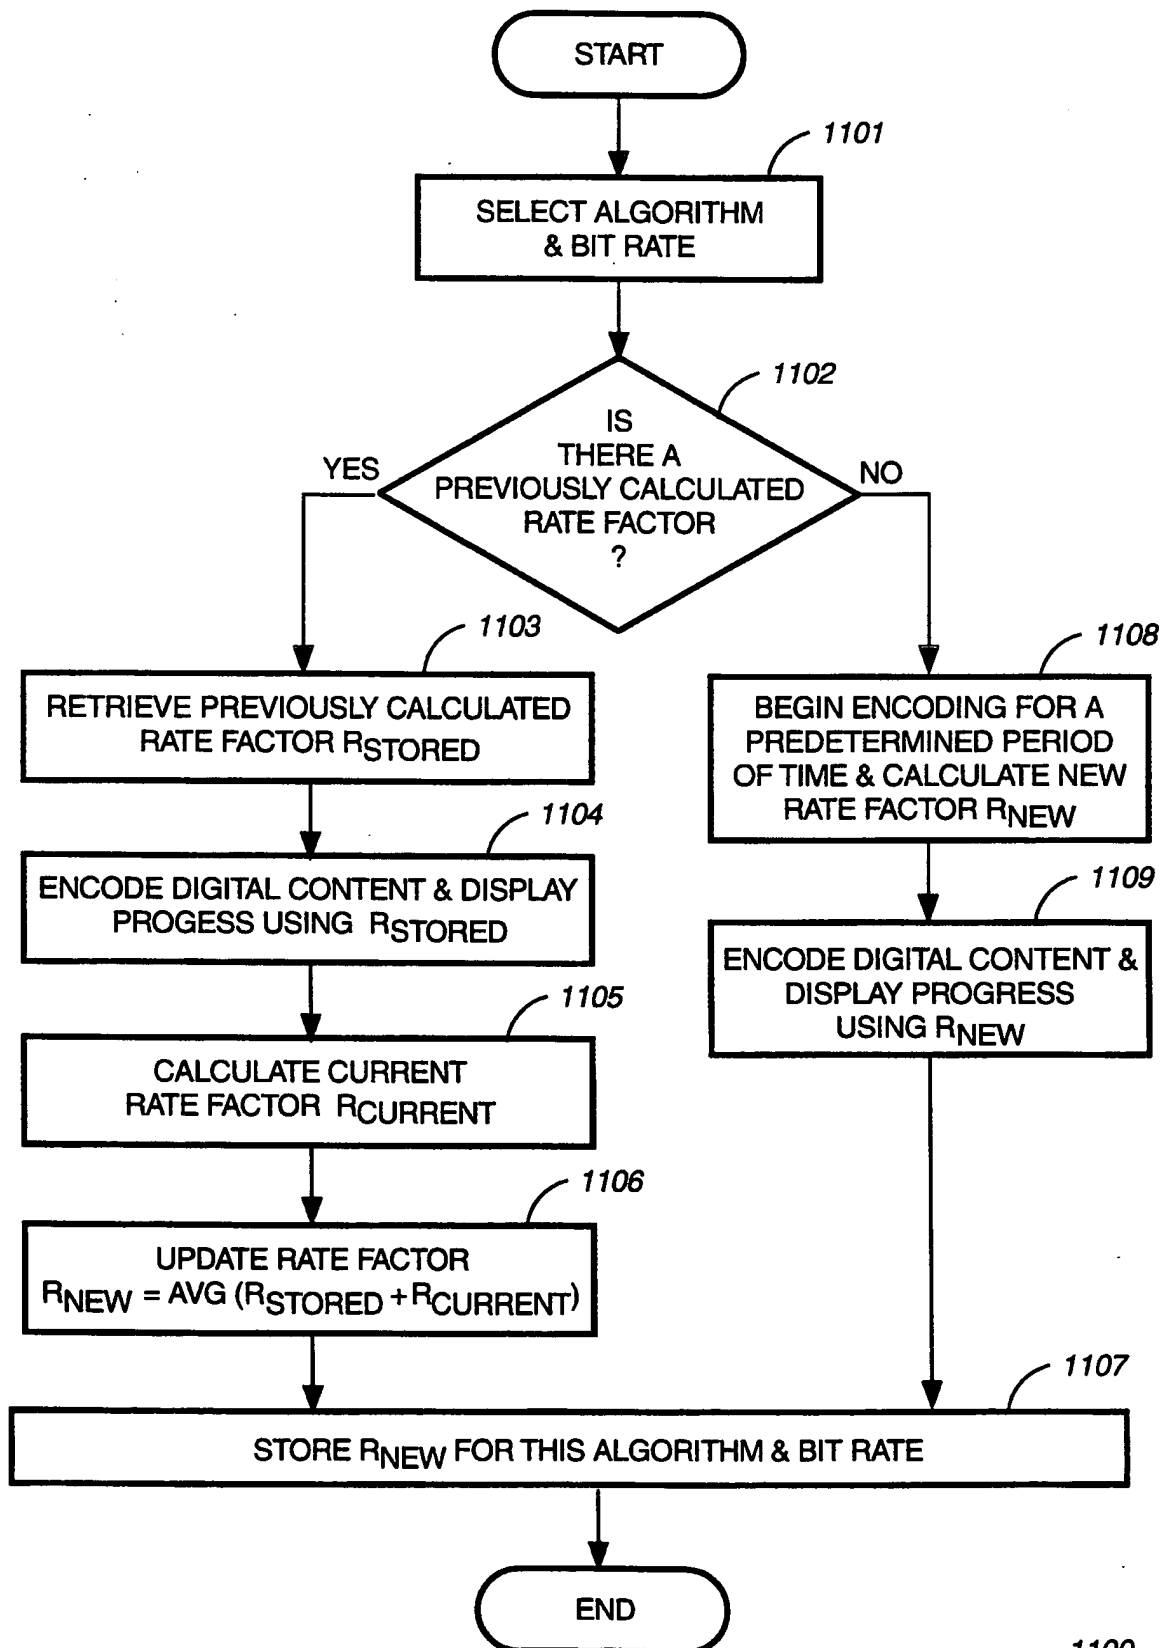 START
1101
SELECT ALGORITHM
& BIT RATE
1102
IS
THERE A
PREVIOUSLY CALCULATED
RATE FACTOR
?
YES
NO
1103
RETRIEVE PREVIOUSLY CALCULATED
RATE FACTOR RSTORED
1104
ENCODE DIGITAL CONTENT & DISPLAY
PROGESS USING RSTORED
1105
CALCULATE CURRENT
RATE FACTOR RCURRENT
1106
UPDATE RATE FACTOR
RNEW = AVG (RSTORED + RCURRENT)
1108
BEGIN ENCODING FOR A
PREDETERMINED PERIOD
OF TIME & CALCULATE NEW
RATE FACTOR RNEW
1109
ENCODE DIGITAL CONTENT &
DISPLAY PROGRESS
USING RNEW
1107
STORE RNEW FOR THIS ALGORITHM & BIT RATE
END
1100